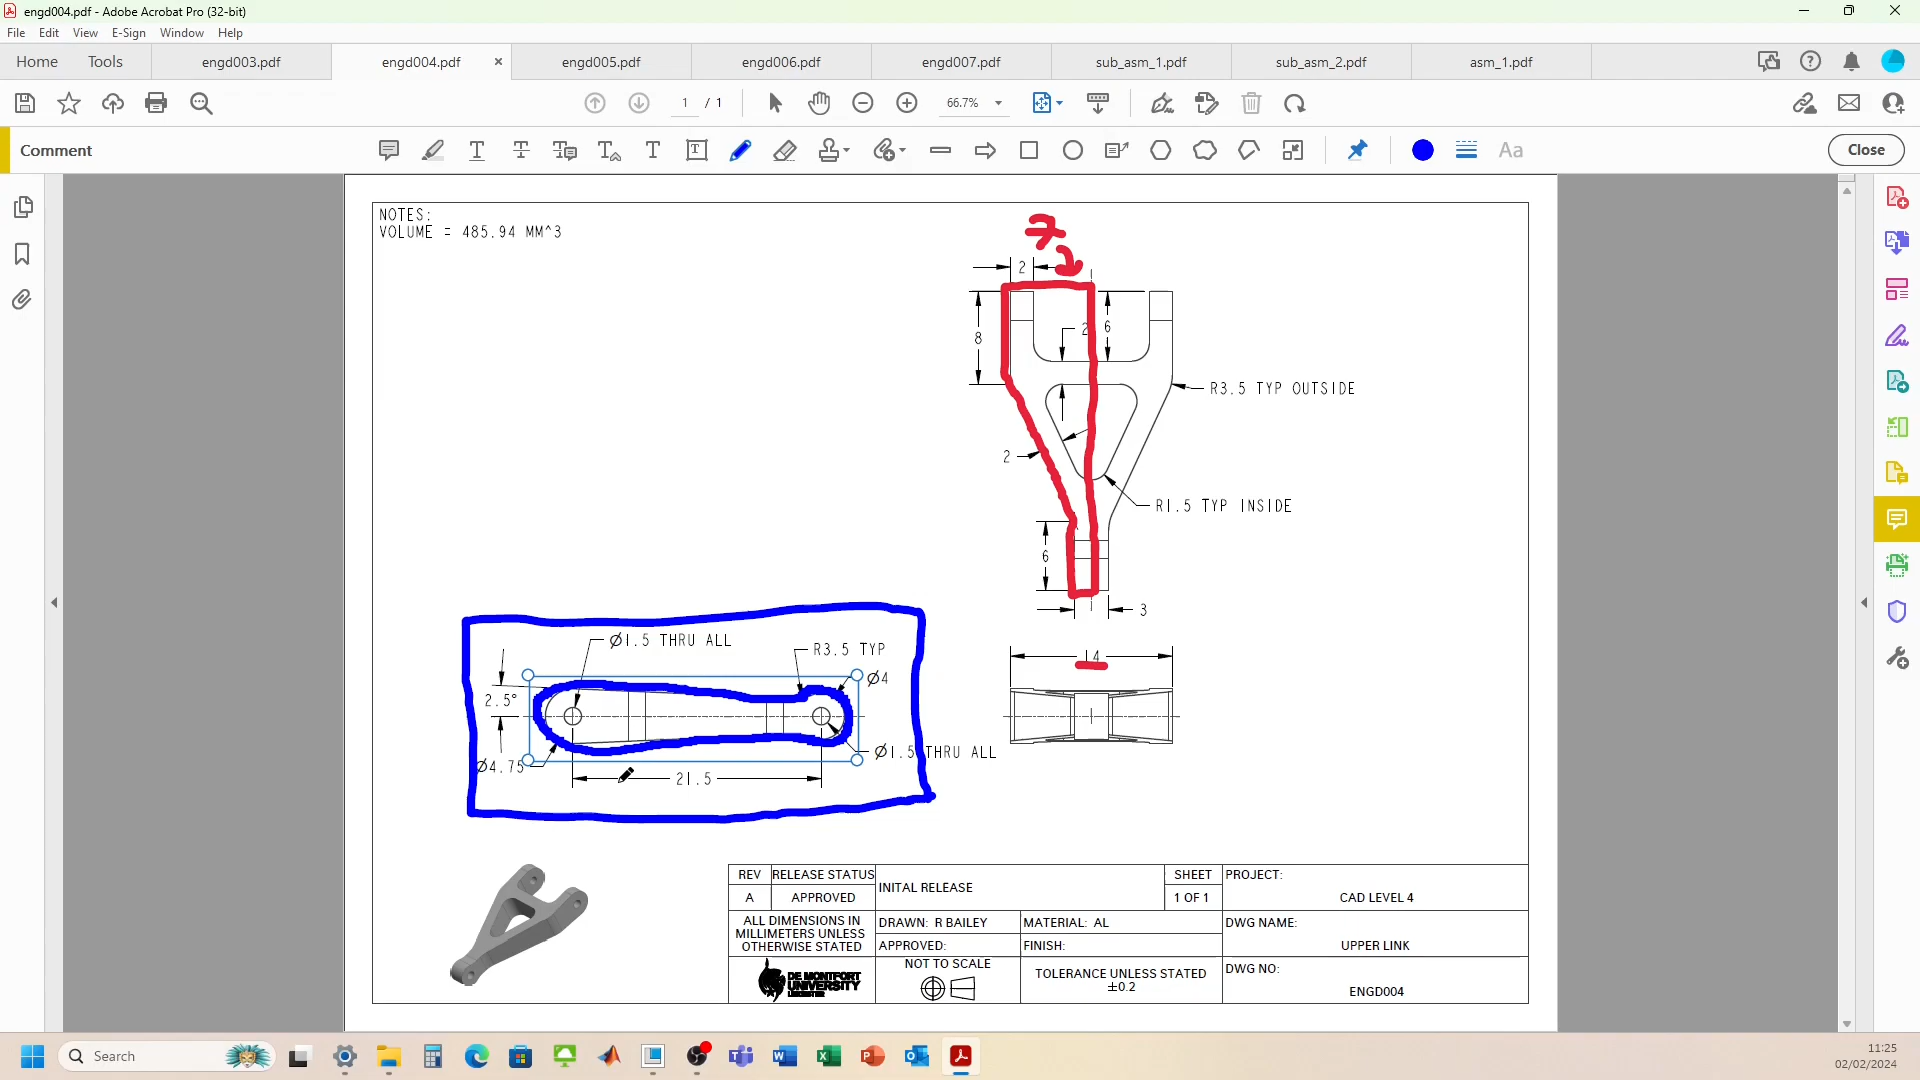 engd004.pdf - Adobe Acrobat Pro (32-bit)
File Edit View E-Sign Window Help
Home Tools engd003.pdf engd004.pdf engd005.pdf engd006.pdf engd007.pdf sub_asm_1.pdf sub_asm_2.pdf asm_1.pdf
1 / 1 66.7%
Comment
Aa
Close
NOTES:
VOLUME = 485.94 MM^3
7
2
8
2
6
R3.5 TYP OUTSIDE
2
R1.5 TYP INSIDE
6
3
14
Ø1.5 THRU ALL
R3.5 TYP
Ø4
2.5°
Ø1.5 THRU ALL
Ø4.75
21.5
REV RELEASE STATUS INITAL RELEASE SHEET PROJECT:
A APPROVED 1 OF 1 CAD LEVEL 4
ALL DIMENSIONS IN MILLIMETERS UNLESS OTHERWISE STATED
DRAWN: R BAILEY MATERIAL: AL DWG NAME:
APPROVED: FINISH: UPPER LINK
DE MONTFORT
UNIVERSITY
LEICESTER
NOT TO SCALE
TOLERANCE UNLESS STATED
±0.2
DWG NO:
ENGD004
Search
11:25
02/02/2024